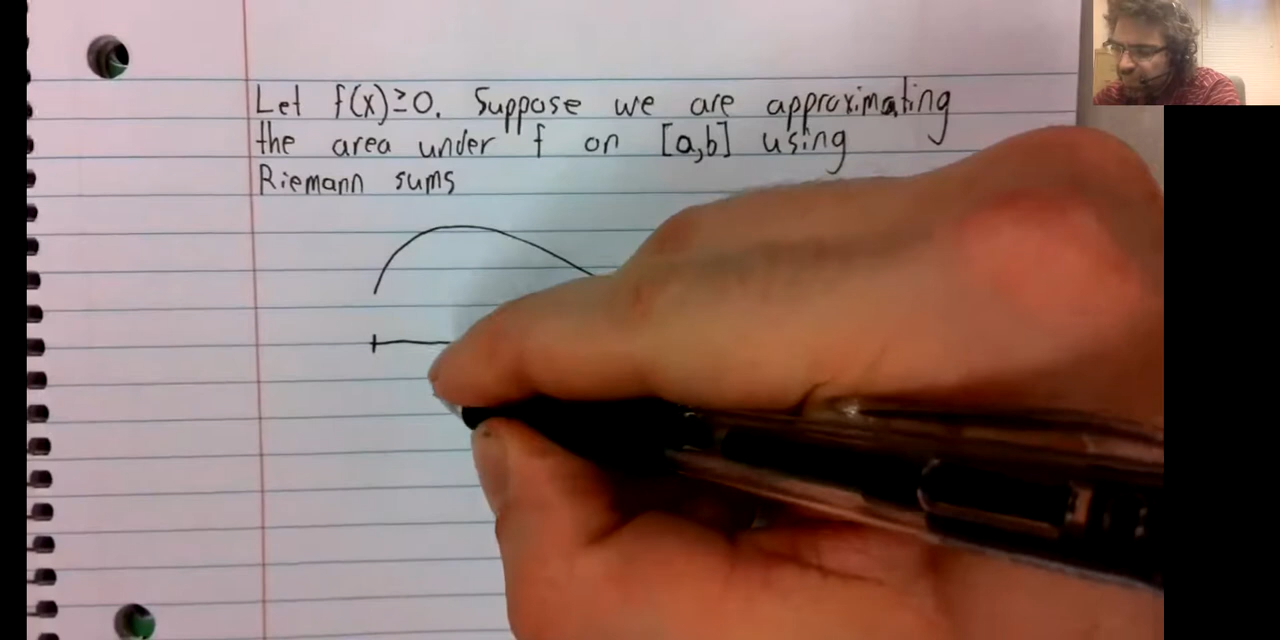 Let f(x)≥0. Suppose we are approximating
the area under f on [a,b] using
Riemann sums